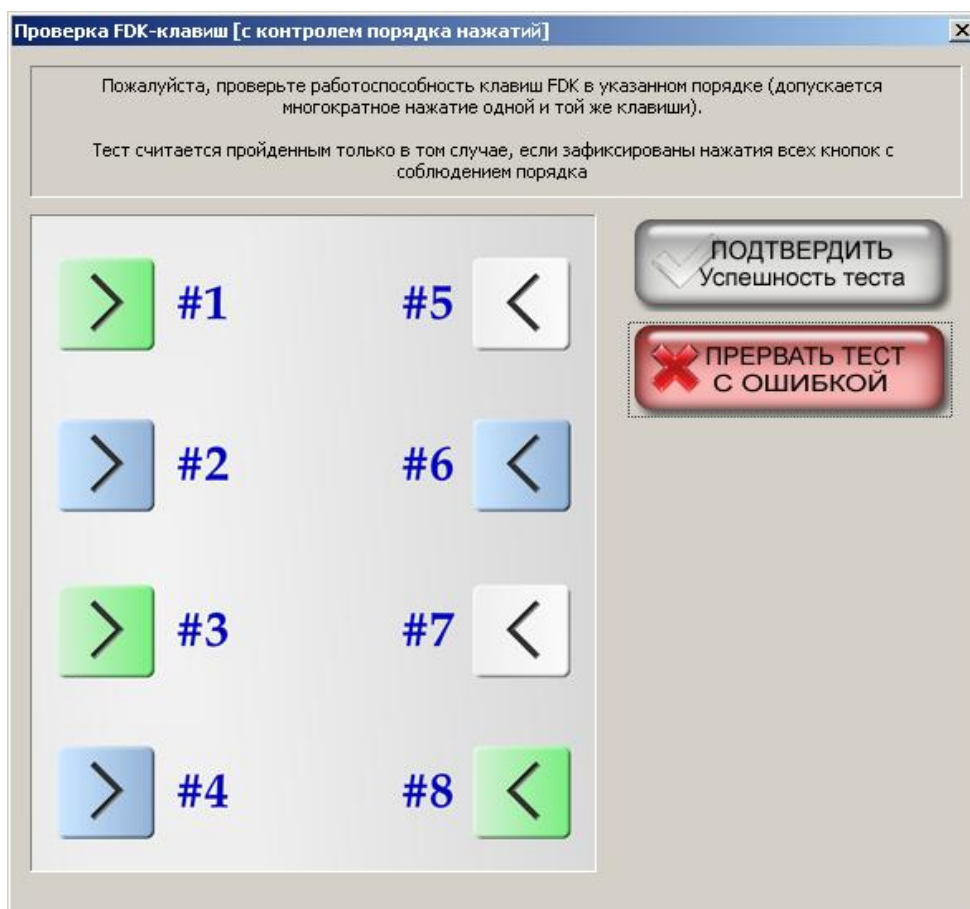 Проверка FDK-клавиш [с контролем порядка нажатий]
Пожалуйста, проверьте работоспособность клавиш FDK в указанном порядке (допускается
многократное нажатие одной и той же клавиши).
Тест считается пройденным только в том случае, если зафиксированы нажатия всех кнопок с
соблюдением порядка
#1
#5
#2
#6
#3
#7
#4
#8
ПОДТВЕРДИТЬ
Успешность теста
ПРЕРВАТЬ ТЕСТ
С ОШИБКОЙ